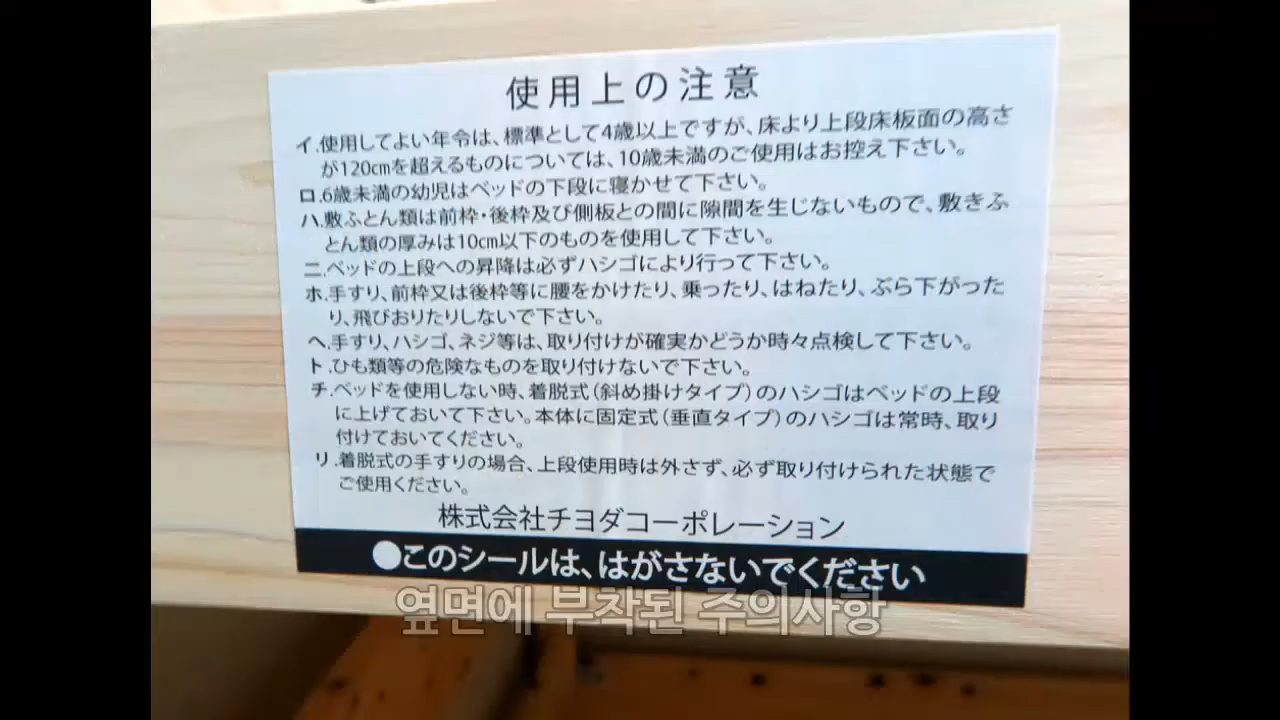 使用上の注意
イ.使用してよい年令は、標準として4歳以上ですが、床より上段床板面の高さ
が120㎝を超えるものについては、10歳未満のご使用はお控え下さい。
ロ.6歳未満の幼児はベッドの下段に寝かせて下さい。
ハ.敷ふとん類は前枠・後枠及び側板との間に隙間を生じないもので、敷きふ
とん類の厚みは10㎝以下のものを使用して下さい。
ニ.ベッドの上段への昇降は必ずハシゴにより行って下さい。
ホ.手すり、前枠又は後枠等に腰をかけたり、乗ったり、はねたり、ぶら下がった
り、飛びおりたりしないで下さい。
ヘ.手すり、ハシゴ、ネジ等は、取り付けが確実かどうか時々点検して下さい。
ト.ひも類等の危険なものを取り付けないで下さい。
チ.ベッドを使用しない時、着脱式(斜め掛けタイプ)のハシゴはベッドの上段
に上げておいて下さい。本体に固定式(垂直タイプ)のハシゴは常時、取り
付けておいてください。
リ.着脱式の手すりの場合、上段使用時は外さず、必ず取り付けられた状態で
ご使用ください。
株式会社チヨダコーポレーション
●このシールは、はがさないでください
옆면에 부착된 주의사항